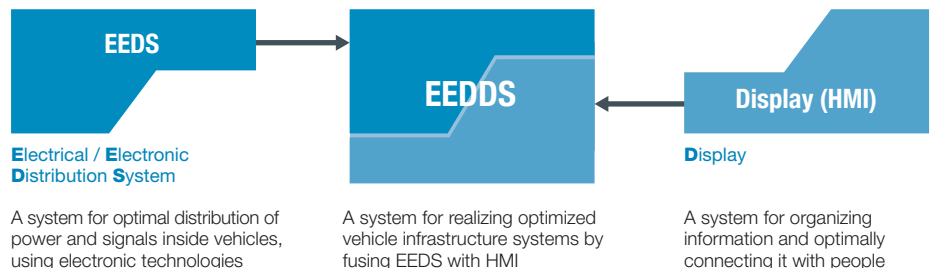 EEDS
EEDDS
Display (HMI)
Electrical / Electronic
Distribution System
Display
A system for optimal distribution of
power and signals inside vehicles,
using electronic technologies
A system for realizing optimized
vehicle infrastructure systems by
fusing EEDS with HMI
A system for organizing
information and optimally
connecting it with people